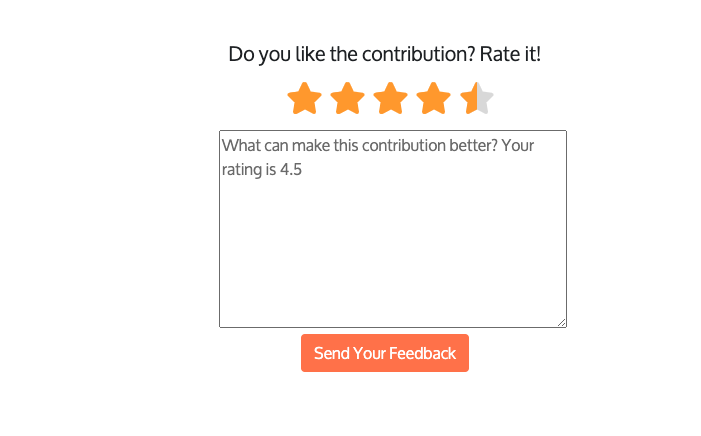 Do you like the contribution? Rate it!
What can make this contribution better? Your
rating is 4.5
Send Your Feedback